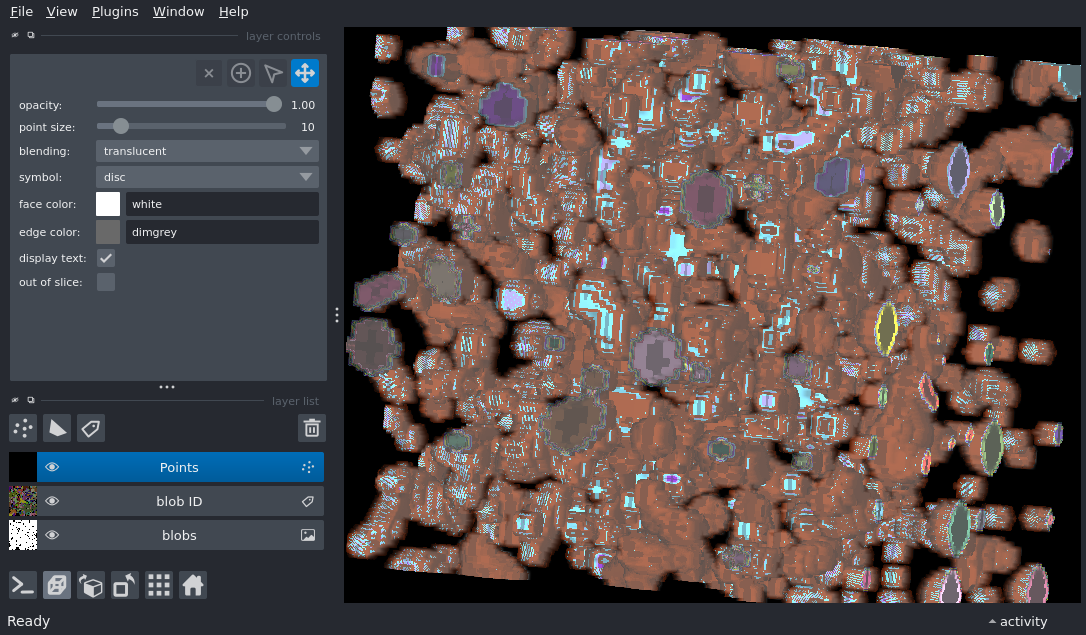 File View Plugins Window Help
layer controls
opacity: 1.00
point size: 10
blending: translucent
symbol: disc
face color: white
edge color: dimgrey
display text:
out of slice:
layer list
Points
blob ID
blobs
Ready activity